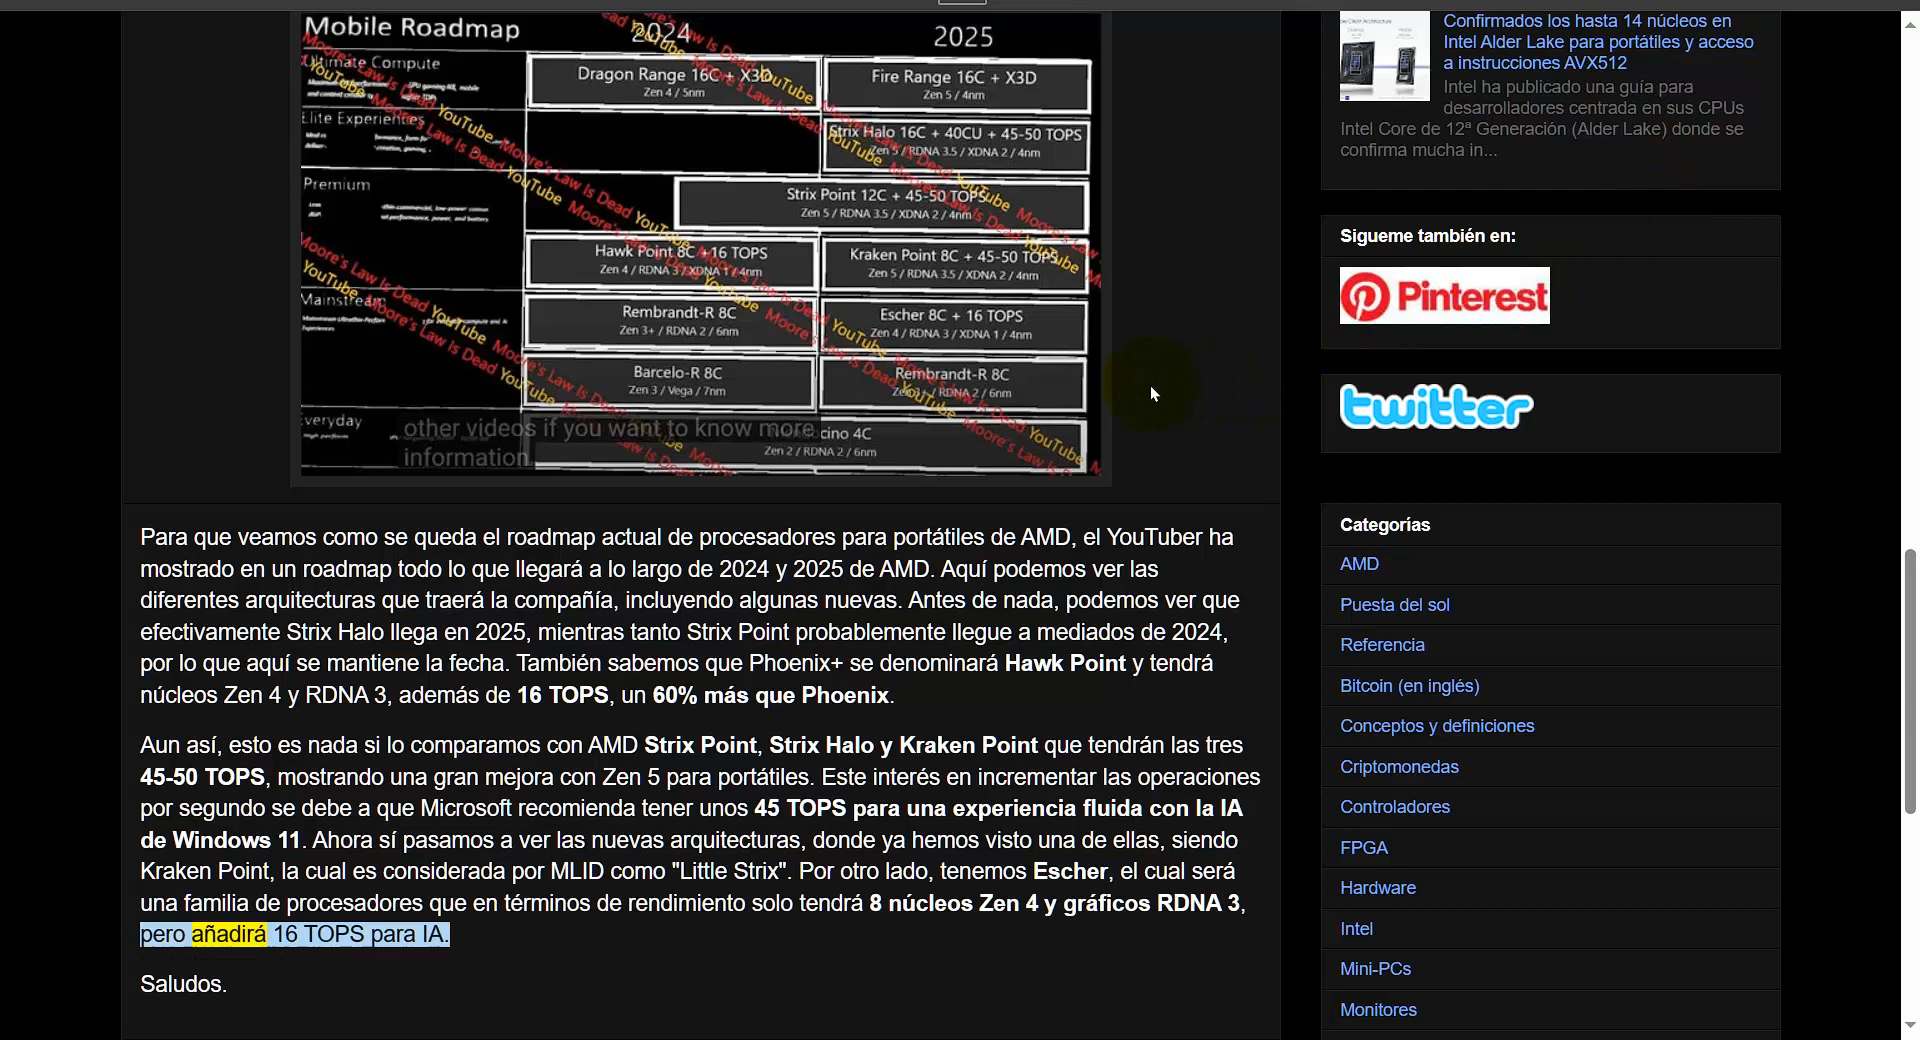 Mobile Roadmap
2024
2025
Ultimate Compute
Dragon Range 16C + X3D
Zen 4 / 5nm
Fire Range 16C + X3D
Zen 5 / 4nm
Elite Experiences
Strix Halo 16C + 40CU + 45-50 TOPS
Zen 5 / RDNA 3.5 / XDNA 2 / 4nm
Premium
Strix Point 12C + 45-50 TOPS
Zen 5 / RDNA 3.5 / XDNA 2 / 4nm
Hawk Point 8C + 16 TOPS
Zen 4 / RDNA 3 / XDNA 1 / 4nm
Kraken Point 8C + 45-50 TOPS
Zen 5 / RDNA 3.5 / XDNA 2 / 4nm
Mainstream
Rembrandt-R 8C
Zen 3+ / RDNA 2 / 6nm
Escher 8C + 16 TOPS
Zen 4 / RDNA 3 / XDNA 1 / 4nm
Barcelo-R 8C
Zen 3 / Vega / 7nm
Rembrandt-R 8C
Zen 3+ / RDNA 2 / 6nm
Everyday
cino 4C
Zen 2 / RDNA 2 / 6nm
Moore's Law Is Dead YouTube
other videos if you want to know more
information.
Para que veamos como se queda el roadmap actual de procesadores para portátiles de AMD, el YouTuber ha
mostrado en un roadmap todo lo que llegará a lo largo de 2024 y 2025 de AMD. Aquí podemos ver las
diferentes arquitecturas que traerá la compañía, incluyendo algunas nuevas. Antes de nada, podemos ver que
efectivamente Strix Halo llega en 2025, mientras tanto Strix Point probablemente llegue a mediados de 2024,
por lo que aquí se mantiene la fecha. También sabemos que Phoenix+ se denominará Hawk Point y tendrá
núcleos Zen 4 y RDNA 3, además de 16 TOPS, un 60% más que Phoenix.
Aun así, esto es nada si lo comparamos con AMD Strix Point, Strix Halo y Kraken Point que tendrán las tres
45-50 TOPS, mostrando una gran mejora con Zen 5 para portátiles. Este interés en incrementar las operaciones
por segundo se debe a que Microsoft recomienda tener unos 45 TOPS para una experiencia fluida con la IA
de Windows 11. Ahora sí pasamos a ver las nuevas arquitecturas, donde ya hemos visto una de ellas, siendo
Kraken Point, la cual es considerada por MLID como "Little Strix". Por otro lado, tenemos Escher, el cual será
una familia de procesadores que en términos de rendimiento solo tendrá 8 núcleos Zen 4 y gráficos RDNA 3,
pero añadirá 16 TOPS para IA.
Saludos.
Confirmados los hasta 14 núcleos en
Intel Alder Lake para portátiles y acceso
a instrucciones AVX512
Intel ha publicado una guía para
desarrolladores centrada en sus CPUs
Intel Core de 12ª Generación (Alder Lake) donde se
confirma mucha in...
Sigueme también en:
Pinterest
twitter
Categorías
AMD
Puesta del sol
Referencia
Bitcoin (en inglés)
Conceptos y definiciones
Criptomonedas
Controladores
FPGA
Hardware
Intel
Mini-PCs
Monitores